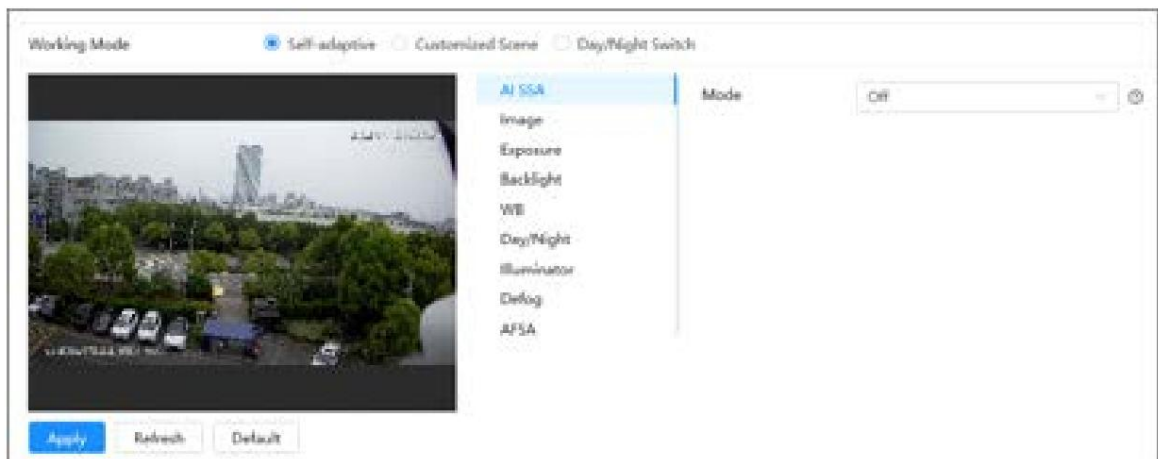 Working Mode Self-adaptive Customized Scene Day/Night Switch
AI SSA
Mode Off
Image
Exposure
Backlight
WB
Day/Night
Illuminator
Defog
AFSA
Apply Refresh Default